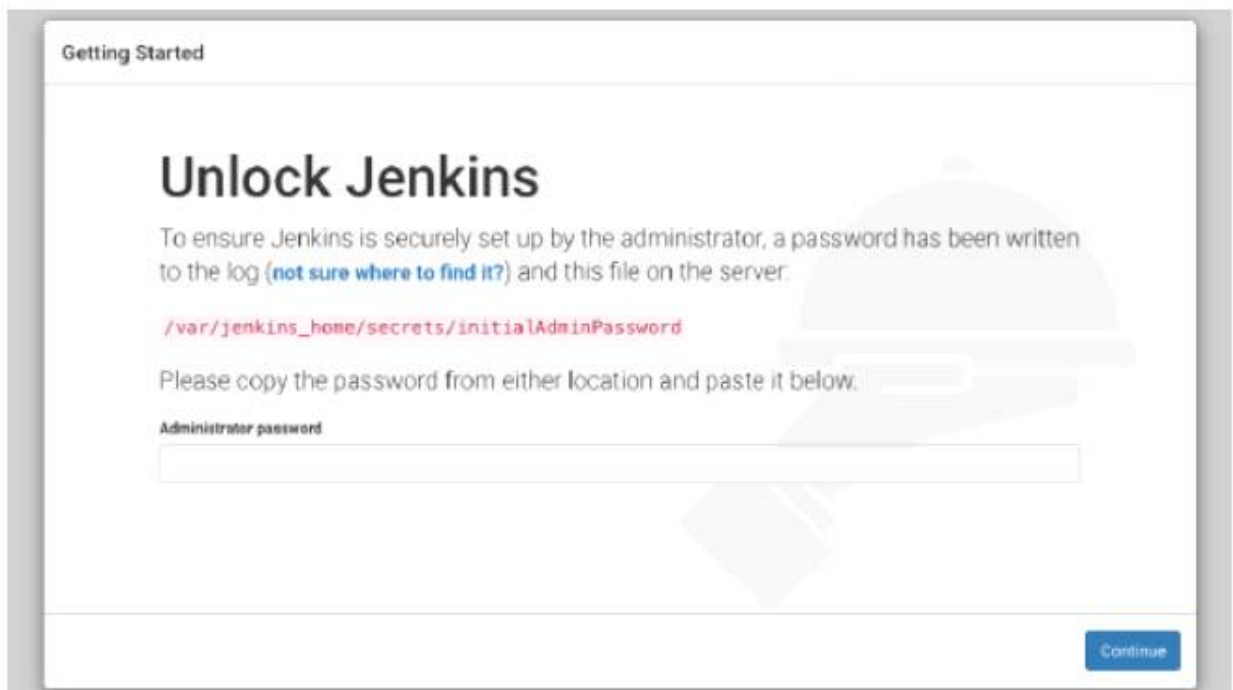 Getting Started
Unlock Jenkins
To ensure Jenkins is securely set up by the administrator, a password has been written
to the log (not sure where to find it?) and this file on the server:
/var/jenkins_home/secrets/initialAdminPassword
Please copy the password from either location and paste it below.
Administrator password
Continue